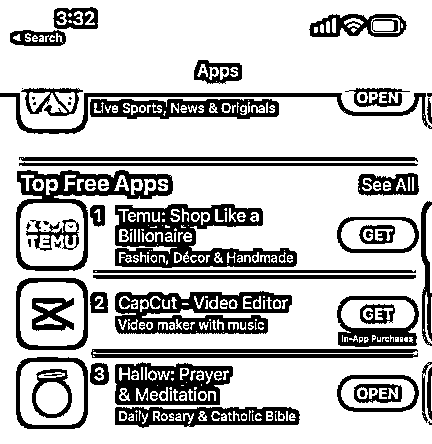 3:32
◀ Search
Apps
Live Sports, News & Originals
OPEN
Top Free Apps
See All
TEMU
1
Temu: Shop Like a
Billionaire
Fashion, Décor & Handmade
GET
2
CapCut - Video Editor
Video maker with music
GET
In-App Purchases
3
Hallow: Prayer
& Meditation
Daily Rosary & Catholic Bible
OPEN